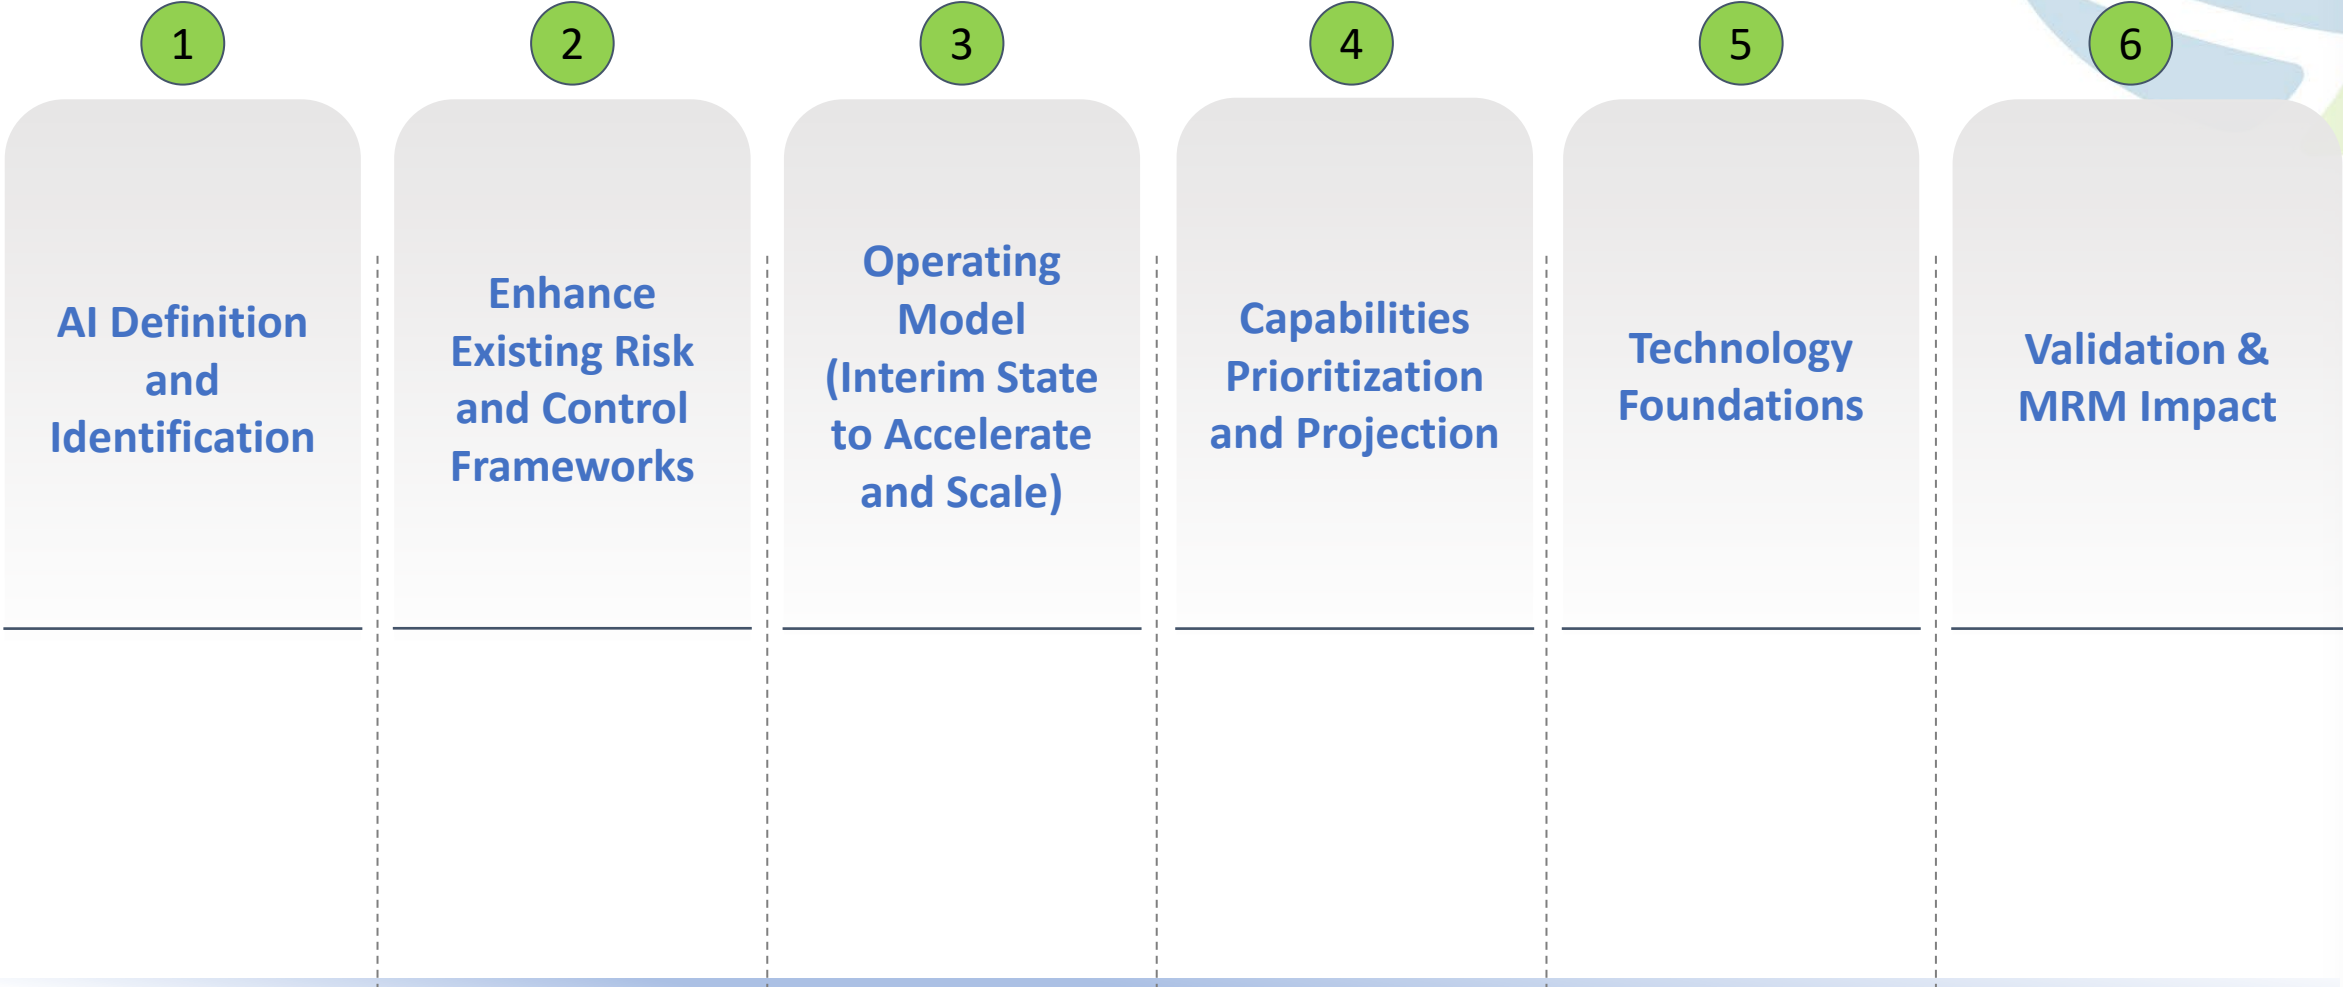 1
2
3
4
5
6
AI Definition
and
Identification
Enhance
Existing Risk
and Control
Frameworks
Operating
Model
(Interim State
to Accelerate
and Scale)
Capabilities
Prioritization
and Projection
Technology
Foundations
Validation &
MRM Impact